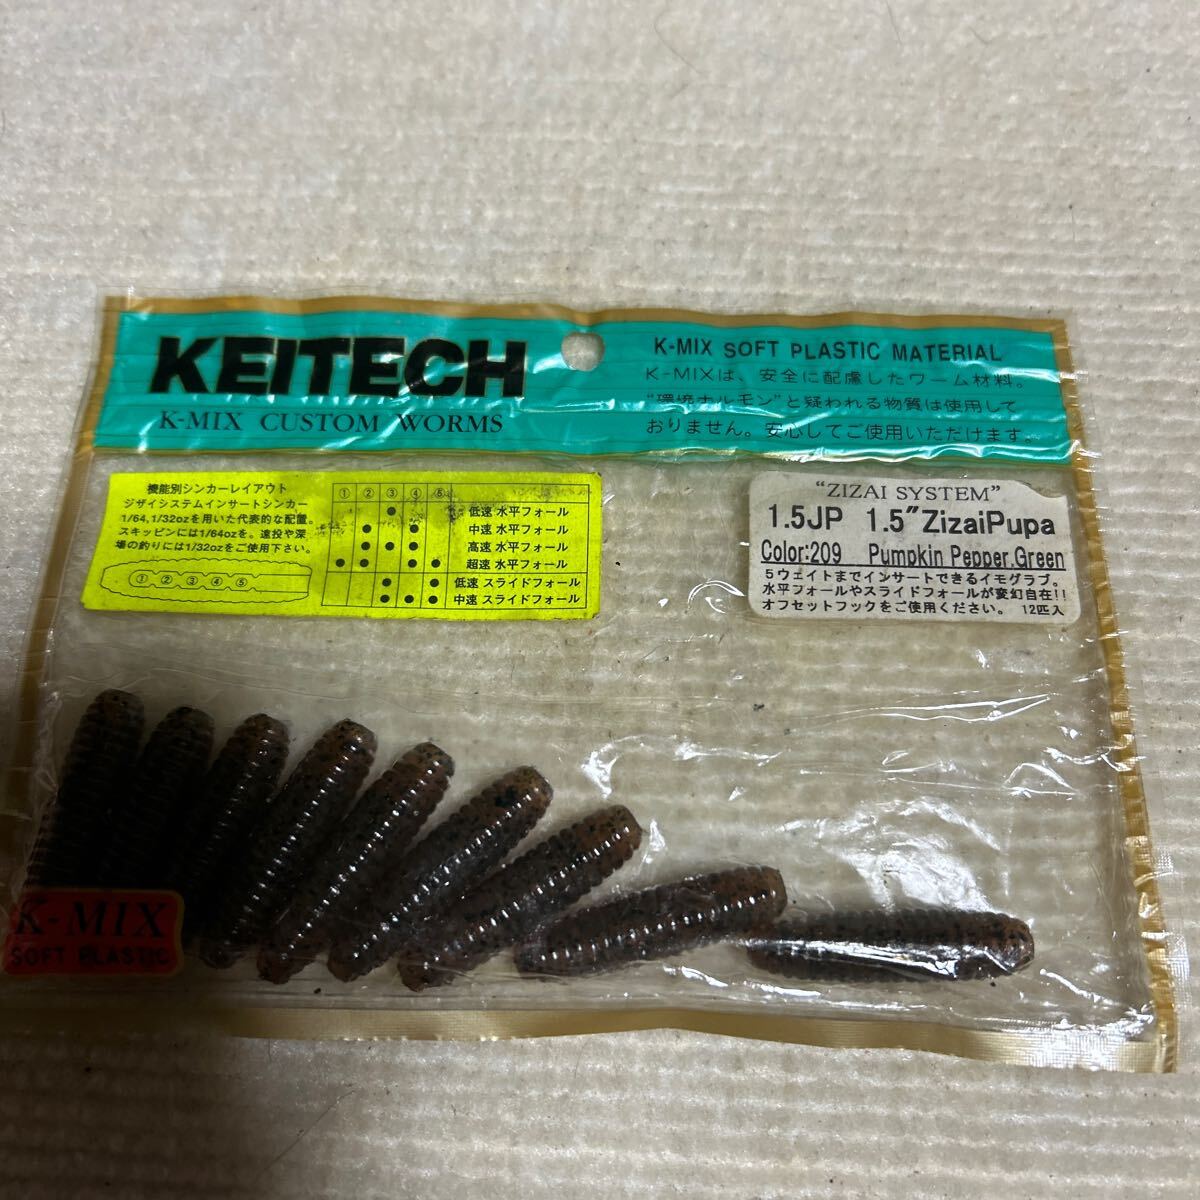 KEITECH
K-MIX CUSTOM WORMS
K-MIX SOFT PLASTIC MATERIAL
K-MIXは、安全に配慮したワーム材料。
"環境ホルモン"と疑われる物質は使用して
おりません。安心してご使用いただけます。
機能別シンカーレイアウト
ジザイシステムインサートシンカー
1/64,1/32ozを用いた代表的な配置。
スキッピンには1/64ozを。遠投や深
場の釣りには1/32ozをご使用下さい。
① ② ③ ④ ⑤
① ② ③ ④ ⑤
低速 水平フォール
中速 水平フォール
高速 水平フォール
超速 水平フォール
低速 スライドフォール
中速 スライドフォール
"ZIZAI SYSTEM"
1.5JP 1.5"ZizaiPupa
Color:209 Pumpkin Pepper.Green
5ウェイトまでインサートできるイモグラブ。
水平フォールやスライドフォールが変幻自在!!
オフセットフックをご使用ください。 12匹入
K-MIX
SOFT PLASTIC